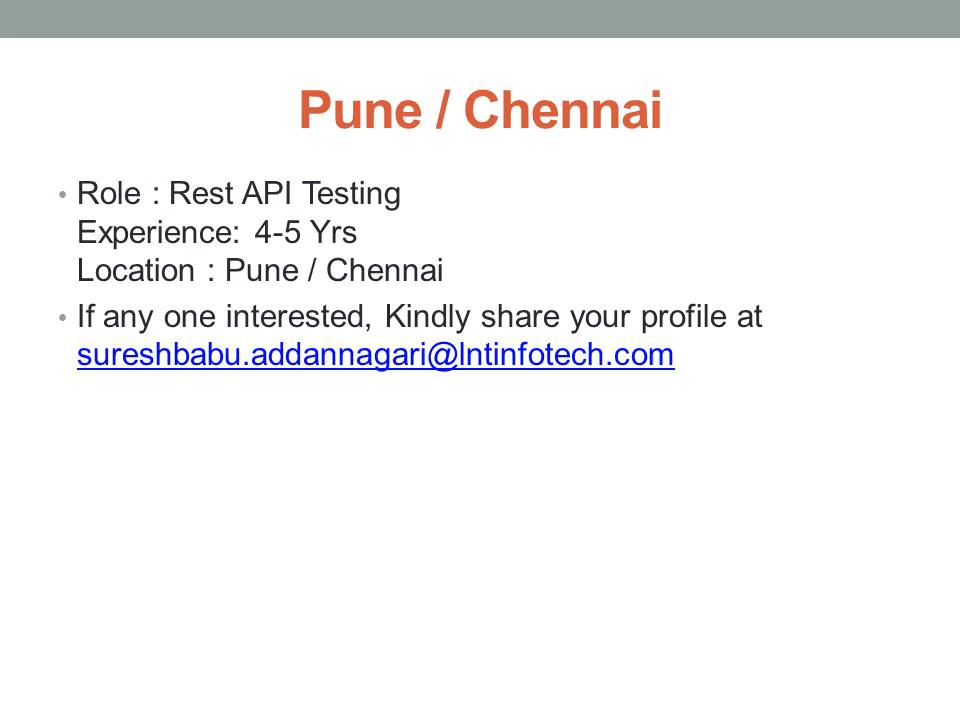 Pune / Chennai
• Role : Rest API Testing
Experience: 4-5 Yrs
Location : Pune / Chennai
• If any one interested, Kindly share your profile at
sureshbabu.addannagari@lntinfotech.com